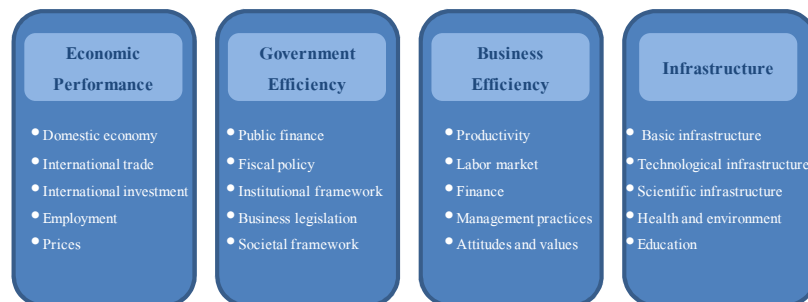 Economic
Performance
• Domestic economy
• International trade
• International investment
• Employment
• Prices
Government
Efficiency
• Public finance
• Fiscal policy
• Institutional framework
• Business legislation
• Societal framework
Business
Efficiency
• Productivity
• Labor market
• Finance
• Management practices
• Attitudes and values
Infrastructure
• Basic infrastructure
• Technological infrastructure
• Scientific infrastructure
• Health and environment
• Education